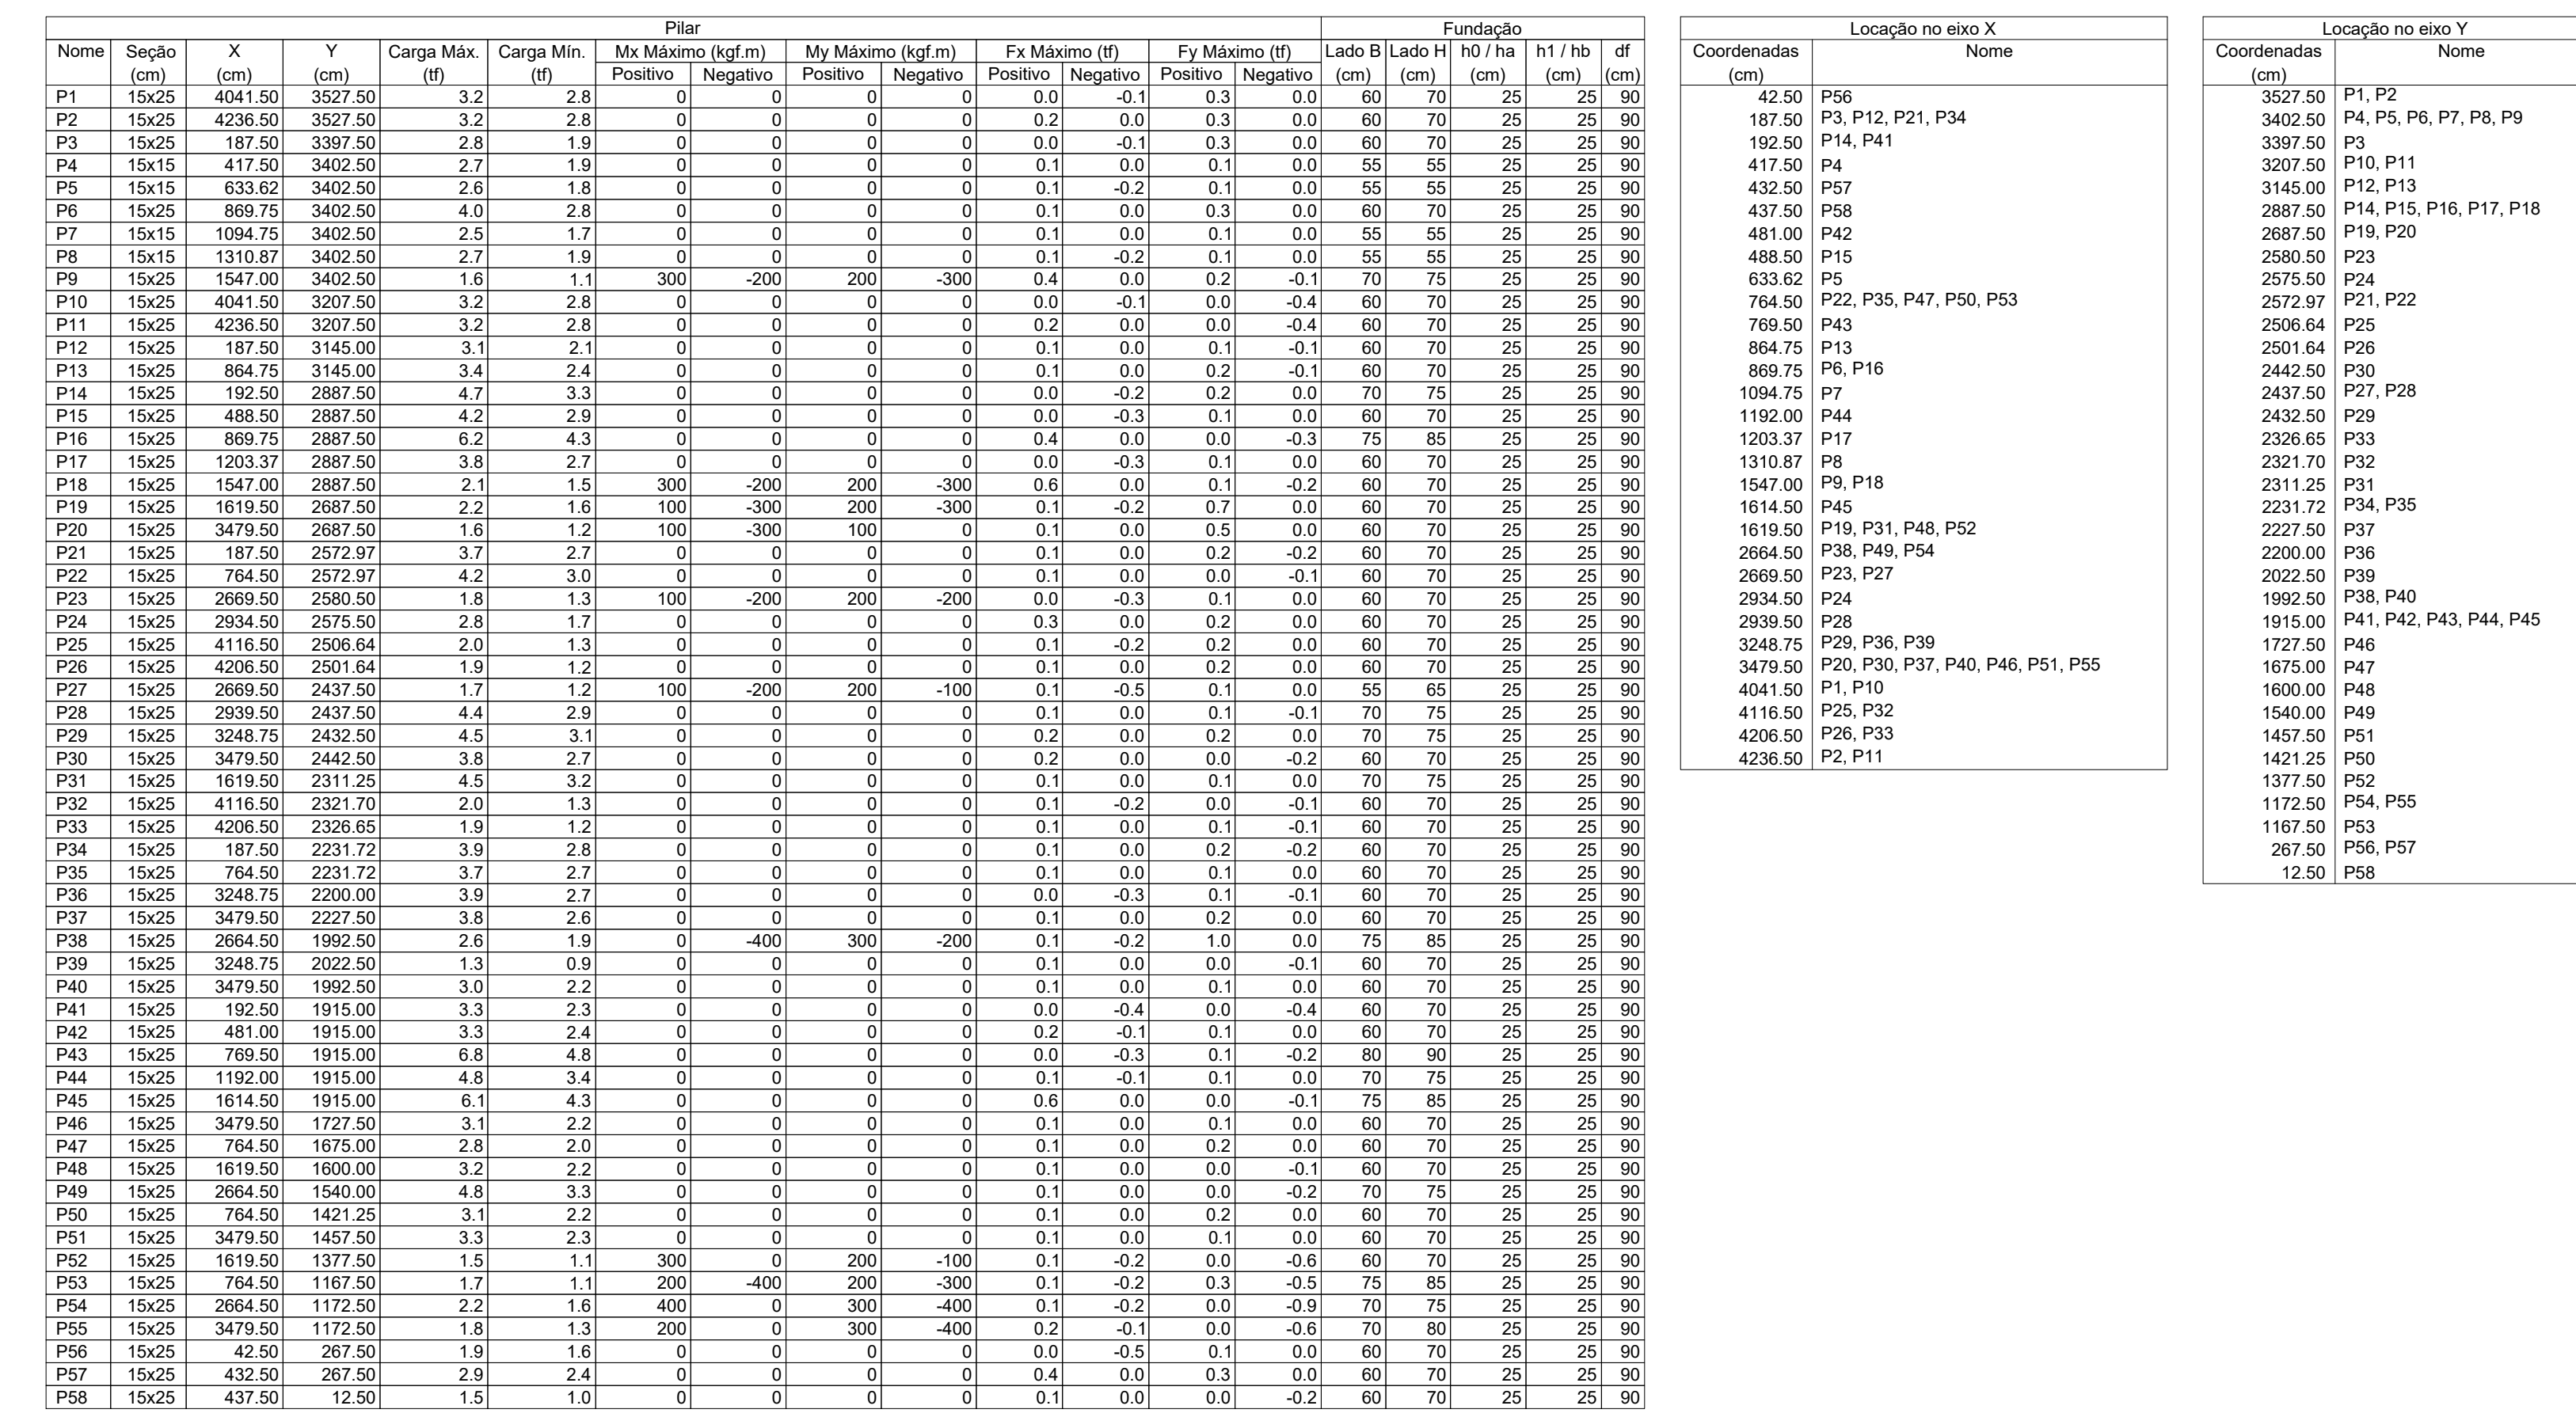 Pilar Fundação
Nome Seção X Y Carga Máx. Carga Mín. Mx Máximo (kgf.m) My Máximo (kgf.m) Fx Máximo (tf) Fy Máximo (tf) Lado B Lado H h0 / ha h1 / hb df
(cm) (cm) (cm) (tf) (tf) Positivo Negativo Positivo Negativo Positivo Negativo Positivo Negativo (cm) (cm) (cm) (cm) (cm)
P1 15x25 4041.50 3527.50 3.2 2.8 0 0 0 0 0.0 -0.1 0.3 0.0 60 70 25 25 90
P2 15x25 4236.50 3527.50 3.2 2.8 0 0 0 0 0.2 0.0 0.3 0.0 60 70 25 25 90
P3 15x25 187.50 3397.50 2.8 1.9 0 0 0 0 0.0 -0.1 0.3 0.0 60 70 25 25 90
P4 15x15 417.50 3402.50 2.7 1.9 0 0 0 0 0.1 0.0 0.1 0.0 55 55 25 25 90
P5 15x15 633.62 3402.50 2.6 1.8 0 0 0 0 0.1 -0.2 0.1 0.0 55 55 25 25 90
P6 15x25 869.75 3402.50 4.0 2.8 0 0 0 0 0.1 0.0 0.3 0.0 60 70 25 25 90
P7 15x15 1094.75 3402.50 2.5 1.7 0 0 0 0 0.1 0.0 0.1 0.0 55 55 25 25 90
P8 15x15 1310.87 3402.50 2.7 1.9 0 0 0 0 0.1 -0.2 0.1 0.0 55 55 25 25 90
P9 15x25 1547.00 3402.50 1.6 1.1 300 -200 200 -300 0.4 0.0 0.2 -0.1 70 75 25 25 90
P10 15x25 4041.50 3207.50 3.2 2.8 0 0 0 0 0.0 -0.1 0.0 -0.4 60 70 25 25 90
P11 15x25 4236.50 3207.50 3.2 2.8 0 0 0 0 0.2 0.0 0.0 -0.4 60 70 25 25 90
P12 15x25 187.50 3145.00 3.1 2.1 0 0 0 0 0.1 0.0 0.1 -0.1 60 70 25 25 90
P13 15x25 864.75 3145.00 3.4 2.4 0 0 0 0 0.1 0.0 0.2 -0.1 60 70 25 25 90
P14 15x25 192.50 2887.50 4.7 3.3 0 0 0 0 0.0 -0.2 0.2 0.0 70 75 25 25 90
P15 15x25 488.50 2887.50 4.2 2.9 0 0 0 0 0.0 -0.3 0.1 0.0 60 70 25 25 90
P16 15x25 869.75 2887.50 6.2 4.3 0 0 0 0 0.4 0.0 0.0 -0.3 75 85 25 25 90
P17 15x25 1203.37 2887.50 3.8 2.7 0 0 0 0 0.0 -0.3 0.1 0.0 60 70 25 25 90
P18 15x25 1547.00 2887.50 2.1 1.5 300 -200 200 -300 0.6 0.0 0.1 -0.2 60 70 25 25 90
P19 15x25 1619.50 2687.50 2.2 1.6 100 -300 200 -300 0.1 -0.2 0.7 0.0 60 70 25 25 90
P20 15x25 3479.50 2687.50 1.6 1.2 100 -300 100 0 0.1 0.0 0.5 0.0 60 70 25 25 90
P21 15x25 187.50 2572.97 3.7 2.7 0 0 0 0 0.1 0.0 0.2 -0.2 60 70 25 25 90
P22 15x25 764.50 2572.97 4.2 3.0 0 0 0 0 0.1 0.0 0.0 -0.1 60 70 25 25 90
P23 15x25 2669.50 2580.50 1.8 1.3 100 -200 200 -200 0.0 -0.3 0.1 0.0 60 70 25 25 90
P24 15x25 2934.50 2575.50 2.8 1.7 0 0 0 0 0.3 0.0 0.2 0.0 60 70 25 25 90
P25 15x25 4116.50 2506.64 2.0 1.3 0 0 0 0 0.1 -0.2 0.2 0.0 60 70 25 25 90
P26 15x25 4206.50 2501.64 1.9 1.2 0 0 0 0 0.1 0.0 0.2 0.0 60 70 25 25 90
P27 15x25 2669.50 2437.50 1.7 1.2 100 -200 200 -100 0.1 -0.5 0.1 0.0 55 65 25 25 90
P28 15x25 2939.50 2437.50 4.4 2.9 0 0 0 0 0.1 0.0 0.1 -0.1 70 75 25 25 90
P29 15x25 3248.75 2432.50 4.5 3.1 0 0 0 0 0.2 0.0 0.2 0.0 70 75 25 25 90
P30 15x25 3479.50 2442.50 3.8 2.7 0 0 0 0 0.2 0.0 0.0 -0.2 60 70 25 25 90
P31 15x25 1619.50 2311.25 4.5 3.2 0 0 0 0 0.1 0.0 0.1 0.0 70 75 25 25 90
P32 15x25 4116.50 2321.70 2.0 1.3 0 0 0 0 0.1 -0.2 0.0 -0.1 60 70 25 25 90
P33 15x25 4206.50 2326.65 1.9 1.2 0 0 0 0 0.1 0.0 0.1 -0.1 60 70 25 25 90
P34 15x25 187.50 2231.72 3.9 2.8 0 0 0 0 0.1 0.0 0.2 -0.2 60 70 25 25 90
P35 15x25 764.50 2231.72 3.7 2.7 0 0 0 0 0.1 0.0 0.1 0.0 60 70 25 25 90
P36 15x25 3248.75 2200.00 3.9 2.7 0 0 0 0 0.0 -0.3 0.1 -0.1 60 70 25 25 90
P37 15x25 3479.50 2227.50 3.8 2.6 0 0 0 0 0.1 0.0 0.2 0.0 60 70 25 25 90
P38 15x25 2664.50 1992.50 2.6 1.9 0 -400 300 -200 0.1 -0.2 1.0 0.0 75 85 25 25 90
P39 15x25 3248.75 2022.50 1.3 0.9 0 0 0 0 0.1 0.0 0.0 -0.1 60 70 25 25 90
P40 15x25 3479.50 1992.50 3.0 2.2 0 0 0 0 0.1 0.0 0.1 0.0 60 70 25 25 90
P41 15x25 192.50 1915.00 3.3 2.3 0 0 0 0 0.0 -0.4 0.0 -0.4 60 70 25 25 90
P42 15x25 481.00 1915.00 3.3 2.4 0 0 0 0 0.2 -0.1 0.1 0.0 60 70 25 25 90
P43 15x25 769.50 1915.00 6.8 4.8 0 0 0 0 0.0 -0.3 0.1 -0.2 80 90 25 25 90
P44 15x25 1192.00 1915.00 4.8 3.4 0 0 0 0 0.1 -0.1 0.1 0.0 70 75 25 25 90
P45 15x25 1614.50 1915.00 6.1 4.3 0 0 0 0 0.6 0.0 0.0 -0.1 75 85 25 25 90
P46 15x25 3479.50 1727.50 3.1 2.2 0 0 0 0 0.1 0.0 0.1 0.0 60 70 25 25 90
P47 15x25 764.50 1675.00 2.8 2.0 0 0 0 0 0.1 0.0 0.2 0.0 60 70 25 25 90
P48 15x25 1619.50 1600.00 3.2 2.2 0 0 0 0 0.1 0.0 0.0 -0.1 60 70 25 25 90
P49 15x25 2664.50 1540.00 4.8 3.3 0 0 0 0 0.1 0.0 0.0 -0.2 70 75 25 25 90
P50 15x25 764.50 1421.25 3.1 2.2 0 0 0 0 0.1 0.0 0.2 0.0 60 70 25 25 90
P51 15x25 3479.50 1457.50 3.3 2.3 0 0 0 0 0.1 0.0 0.1 0.0 60 70 25 25 90
P52 15x25 1619.50 1377.50 1.5 1.1 300 0 200 -100 0.1 -0.2 0.0 -0.6 60 70 25 25 90
P53 15x25 764.50 1167.50 1.7 1.1 200 -400 200 -300 0.1 -0.2 0.3 -0.5 75 85 25 25 90
P54 15x25 2664.50 1172.50 2.2 1.6 400 0 300 -400 0.1 -0.2 0.0 -0.9 70 75 25 25 90
P55 15x25 3479.50 1172.50 1.8 1.3 200 0 300 -400 0.2 -0.1 0.0 -0.6 70 80 25 25 90
P56 15x25 42.50 267.50 1.9 1.6 0 0 0 0 0.0 -0.5 0.1 0.0 60 70 25 25 90
P57 15x25 432.50 267.50 2.9 2.4 0 0 0 0 0.4 0.0 0.3 0.0 60 70 25 25 90
P58 15x25 437.50 12.50 1.5 1.0 0 0 0 0 0.1 0.0 0.0 -0.2 60 70 25 25 90
Locação no eixo X
Coordenadas Nome
(cm)
42.50 P56
187.50 P3, P12, P21, P34
192.50 P14, P41
417.50 P4
432.50 P57
437.50 P58
481.00 P42
488.50 P15
633.62 P5
764.50 P22, P35, P47, P50, P53
769.50 P43
864.75 P13
869.75 P6, P16
1094.75 P7
1192.00 P44
1203.37 P17
1310.87 P8
1547.00 P9, P18
1614.50 P45
1619.50 P19, P31, P48, P52
2664.50 P38, P49, P54
2669.50 P23, P27
2934.50 P24
2939.50 P28
3248.75 P29, P36, P39
3479.50 P20, P30, P37, P40, P46, P51, P55
4041.50 P1, P10
4116.50 P25, P32
4206.50 P26, P33
4236.50 P2, P11
Locação no eixo Y
Coordenadas Nome
(cm)
3527.50 P1, P2
3402.50 P4, P5, P6, P7, P8, P9
3397.50 P3
3207.50 P10, P11
3145.00 P12, P13
2887.50 P14, P15, P16, P17, P18
2687.50 P19, P20
2580.50 P23
2575.50 P24
2572.97 P21, P22
2506.64 P25
2501.64 P26
2442.50 P30
2437.50 P27, P28
2432.50 P29
2326.65 P33
2321.70 P32
2311.25 P31
2231.72 P34, P35
2227.50 P37
2200.00 P36
2022.50 P39
1992.50 P38, P40
1915.00 P41, P42, P43, P44, P45
1727.50 P46
1675.00 P47
1600.00 P48
1540.00 P49
1457.50 P51
1421.25 P50
1377.50 P52
1172.50 P54, P55
1167.50 P53
267.50 P56, P57
12.50 P58